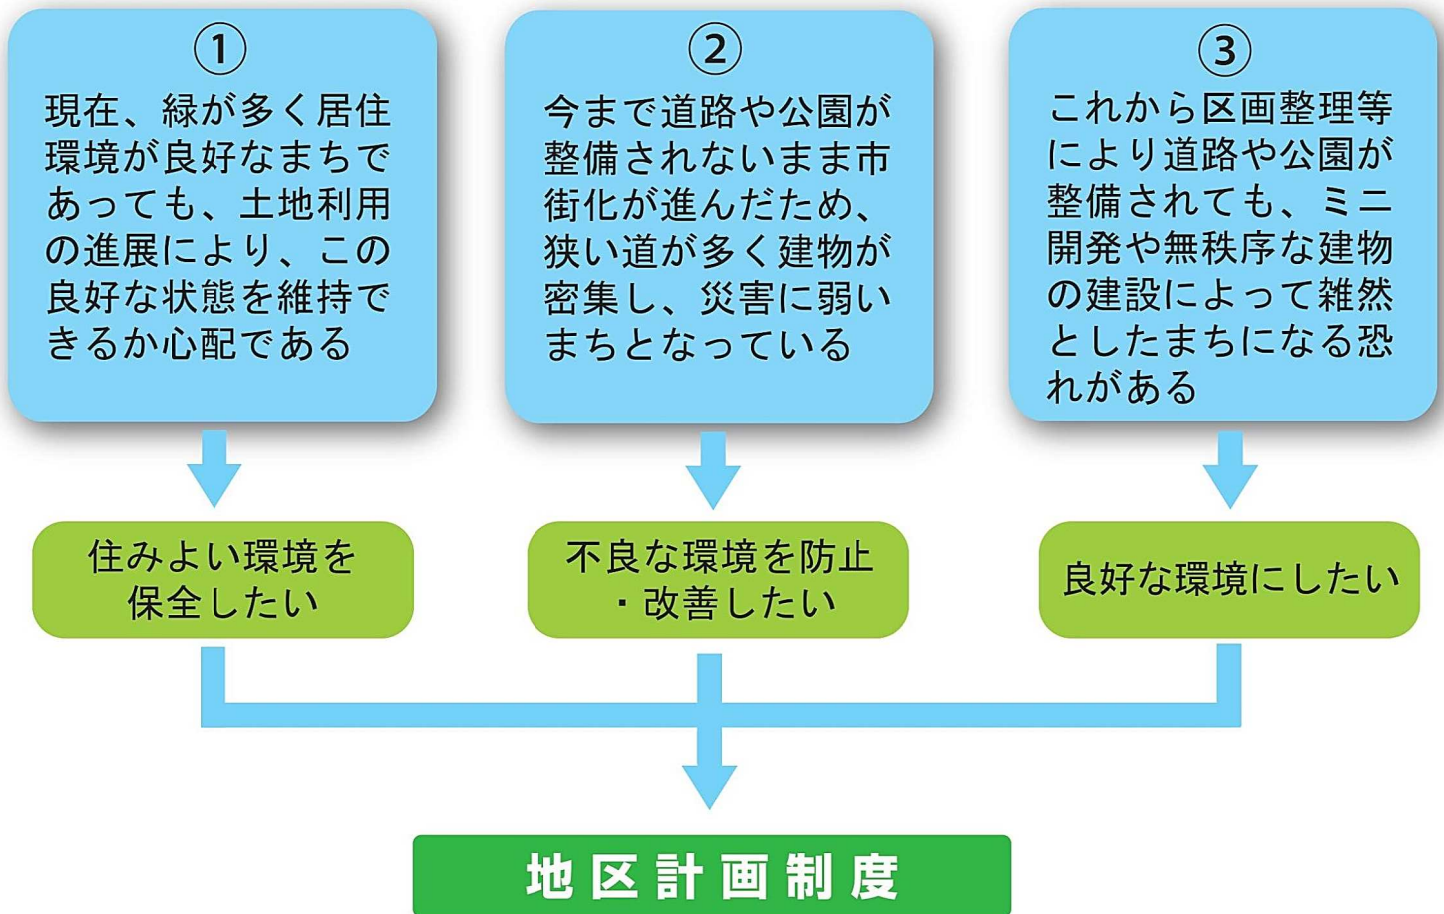 ①
現在、緑が多く居住
環境が良好なまちで
あっても、土地利用
の進展により、この
良好な状態を維持で
きるか心配である
②
今まで道路や公園が
整備されないまま市
街化が進んだため、
狭い道が多く建物が
密集し、災害に弱い
まちとなっている
③
これから区画整理等
により道路や公園が
整備されても、ミニ
開発や無秩序な建物
の建設によって雑然
としたまちになる恐
れがある
住みよい環境を
保全したい
不良な環境を防止
・改善したい
良好な環境にしたい
地区計画制度